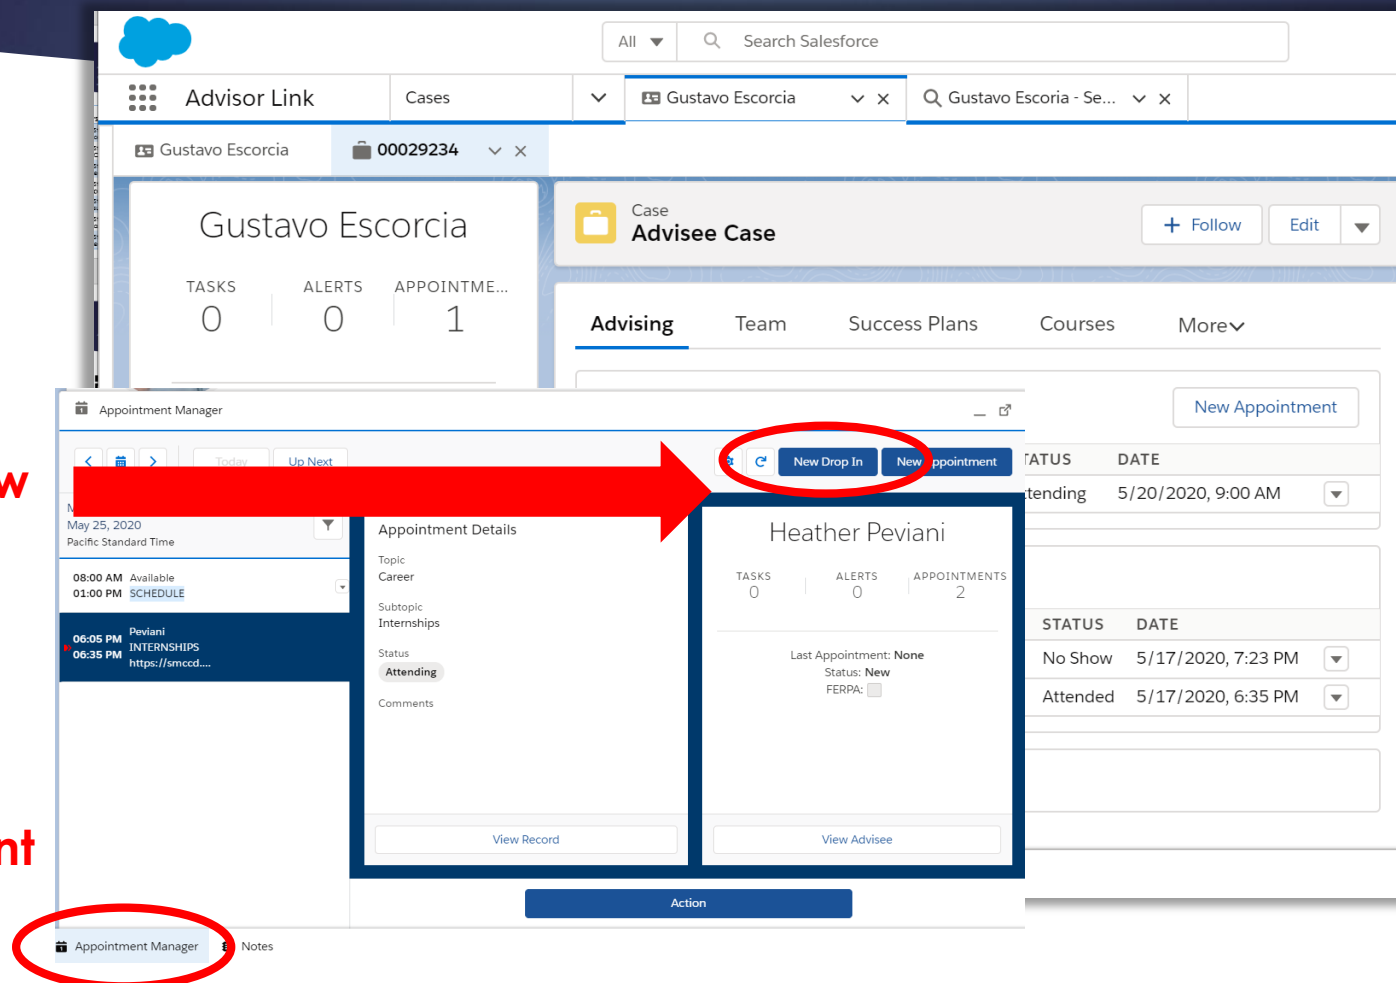 All
Search Salesforce
Advisor Link
Cases
Gustavo Escorcia
Gustavo Escoria - Se...
Gustavo Escorcia
00029234
Gustavo Escorcia
TASKS ALERTS APPOINTME...
0 0 1
Case
Advisee Case
+ Follow
Edit
Advising Team Success Plans Courses More
New Appointment
DATE
5/20/2020, 9:00 AM
STATUS DATE
No Show 5/17/2020, 7:23 PM
Attended 5/17/2020, 6:35 PM
Appointment Manager
Today Up Next New Drop In New Appointment
May 25, 2020
Pacific Standard Time
08:00 AM Available
01:00 PM SCHEDULE
06:05 PM Peviani
INTERNSHIPS
06:35 PM https://smccd....
Appointment Details
Topic
Career
Subtopic
Internships
Status
Attending
Comments
View Record
Heather Peviani
TASKS ALERTS APPOINTMENTS
0 0 2
Last Appointment: None
Status: New
FERPA:
View Advisee
Action
Appointment Manager Notes